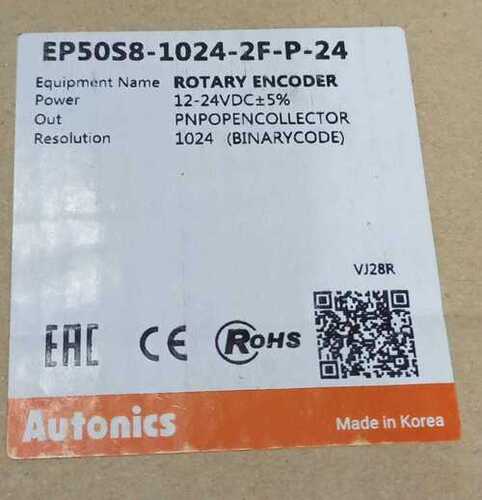 EP50S8-1024-2F-P-24
Equipment Name ROTARY ENCODER
Power 12-24VDC±5%
Out PNPOPENCOLLECTOR
Resolution 1024 (BINARYCODE)
VJ28R
EAC CE RoHS
Autonics Made in Korea